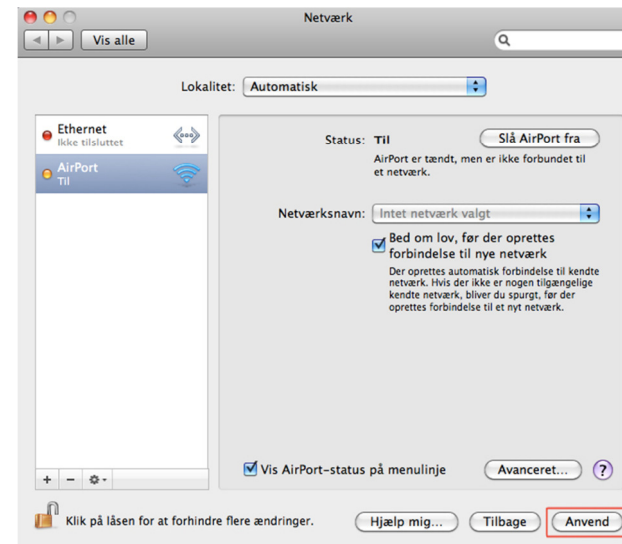 Netværk
Vis alle
Lokalitet: Automatisk
Ethernet
Ikke tilsluttet
AirPort
Til
Status: Til
Slå AirPort fra
AirPort er tændt, men er ikke forbundet til
et netværk.
Netværksnavn: Intet netværk valgt
Bed om lov, før der oprettes
forbindelse til nye netværk
Der oprettes automatisk forbindelse til kendte
netværk. Hvis der ikke er nogen tilgængelige
kendte netværk, bliver du spurgt, før der
oprettes forbindelse til et nyt netværk.
Vis AirPort-status på menulinje
Avanceret...
?
Klik på låsen for at forhindre flere ændringer.
Hjælp mig...
Tilbage
Anvend